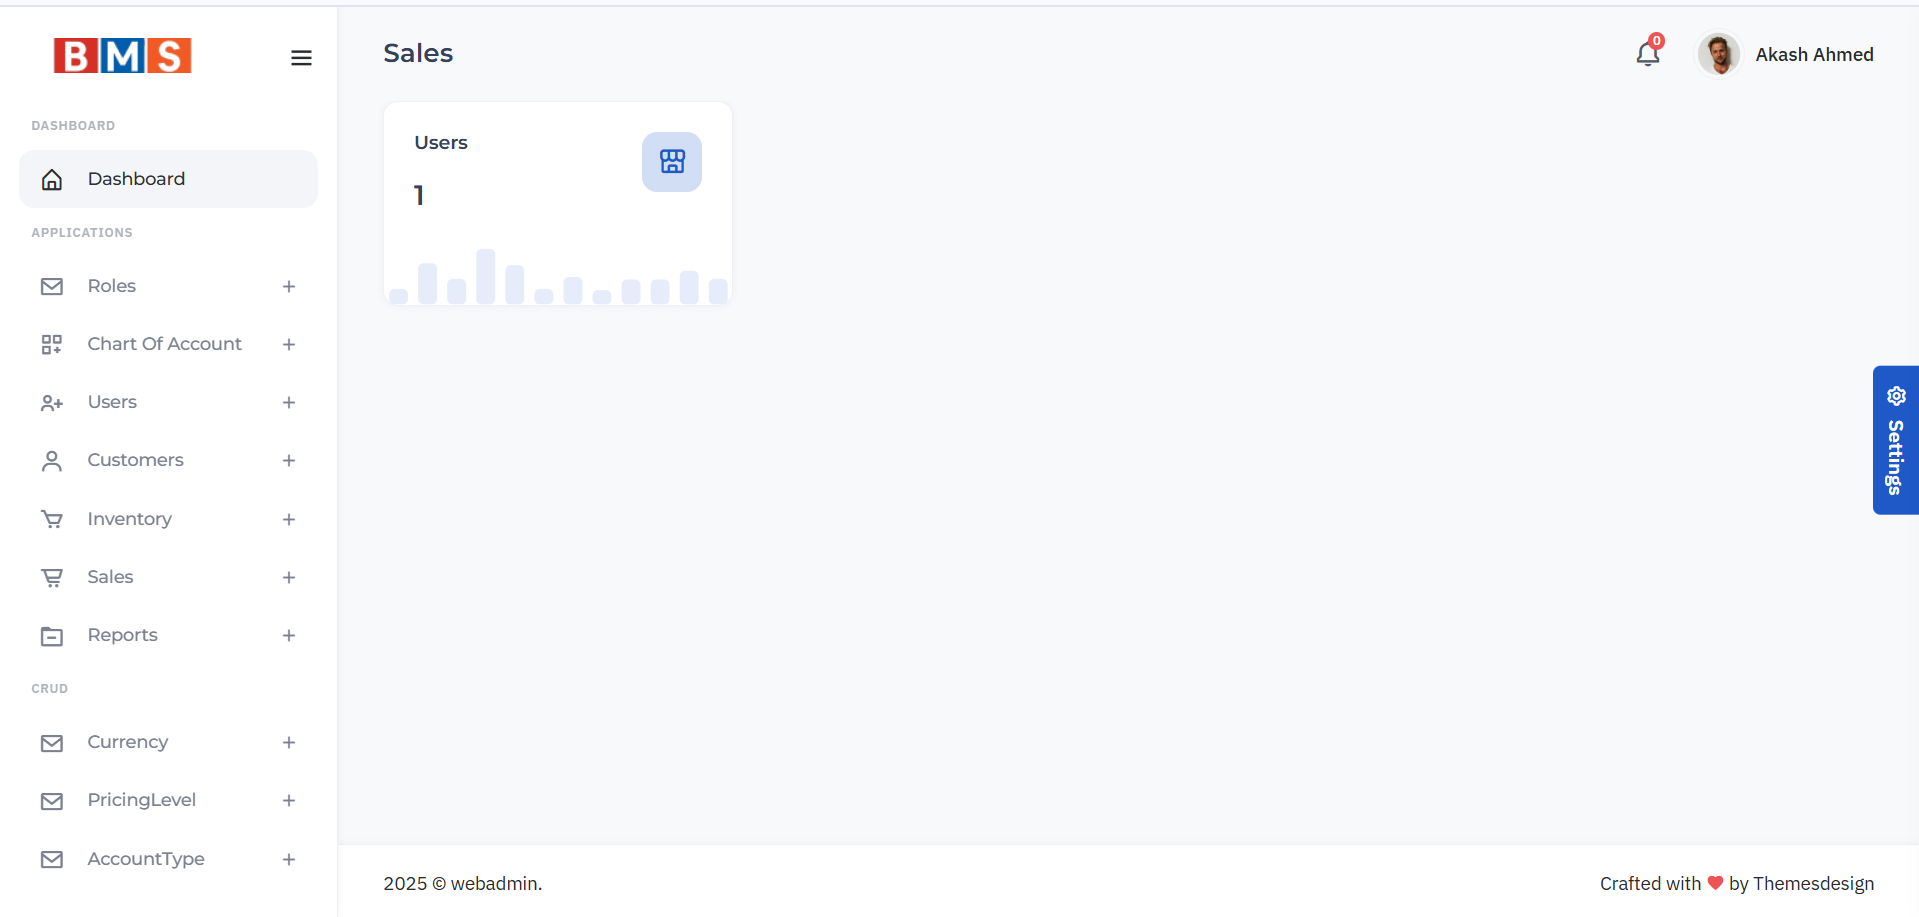 BMS
DASHBOARD
Dashboard
APPLICATIONS
Roles
Chart Of Account
Users
Customers
Inventory
Sales
Reports
CRUD
Currency
PricingLevel
AccountType
Sales
0
Akash Ahmed
Users
1
Settings
2025 © webadmin.
Crafted with ❤ by Themesdesign